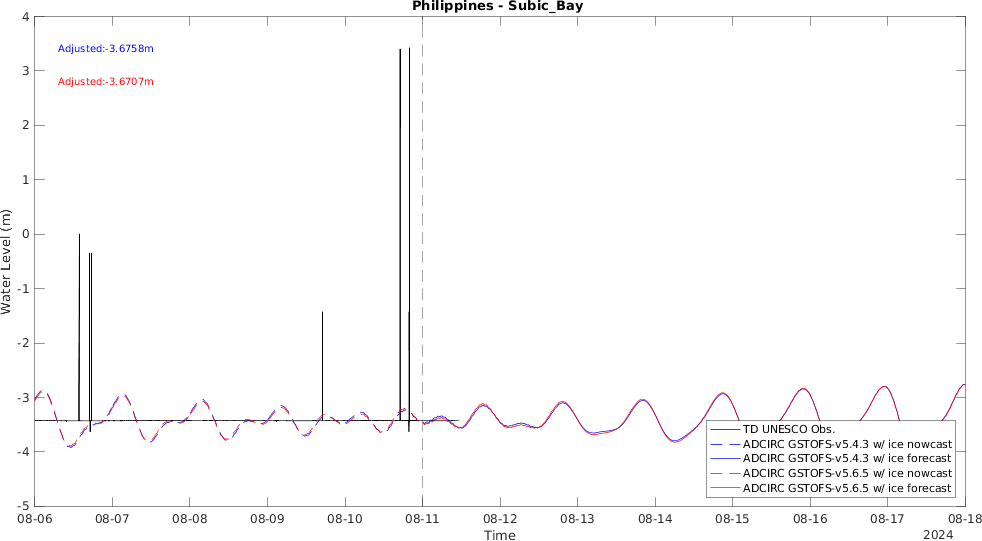 Philippines - Subic_Bay
Adjusted:-3.6758m
Adjusted:-3.6707m
Water Level (m)
4
3
2
1
0
-1
-2
-3
-4
-5
TD UNESCO Obs.
ADCIRC GSTOFS-v5.4.3 w/ ice nowcast
ADCIRC GSTOFS-v5.4.3 w/ ice forecast
ADCIRC GSTOFS-v5.6.5 w/ ice nowcast
ADCIRC GSTOFS-v5.6.5 w/ ice forecast
08-06 08-07 08-08 08-09 08-10 08-11 08-12 08-13 08-14 08-15 08-16 08-17 08-18
Time
2024